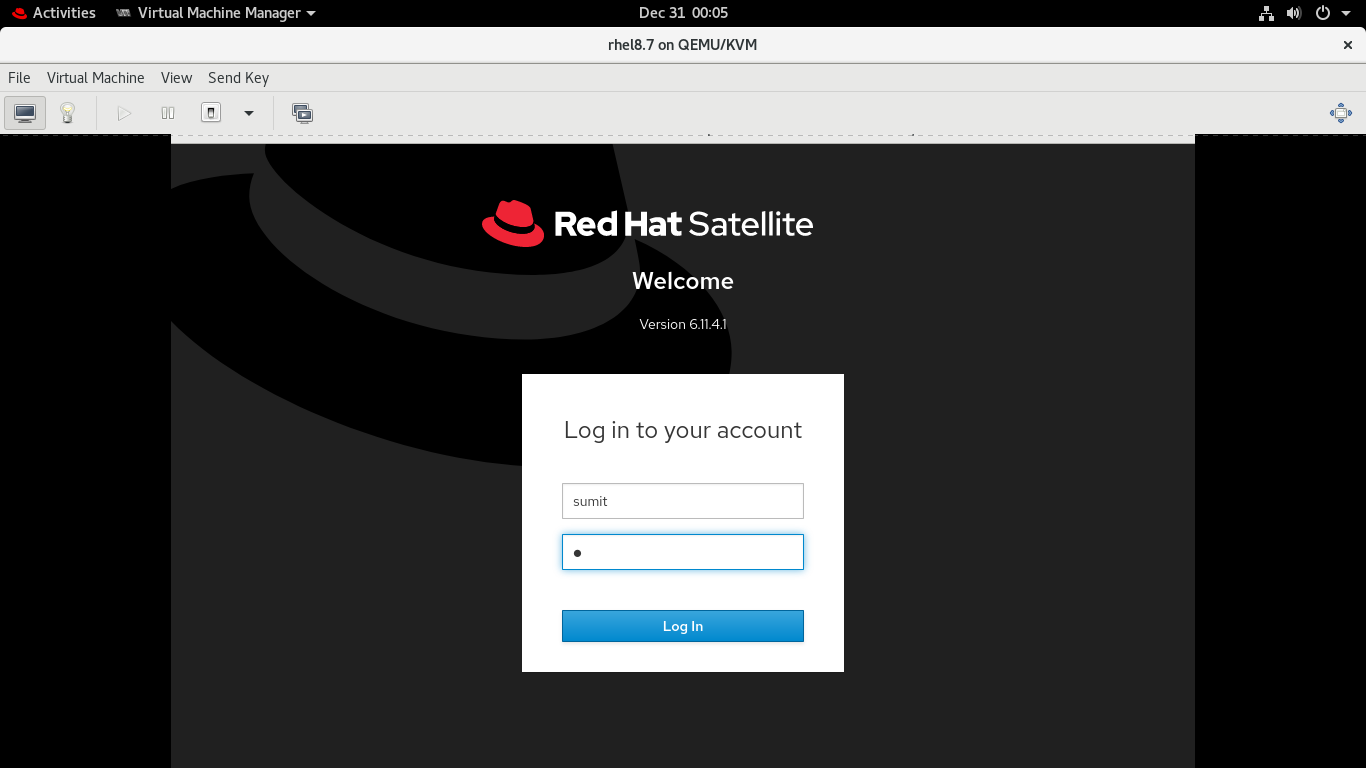 Activities Virtual Machine Manager Dec 31 00:05
rhel8.7 on QEMU/KVM
File Virtual Machine View Send Key
Red Hat Satellite
Welcome
Version 6.11.4.1
Log in to your account
sumit
Log In